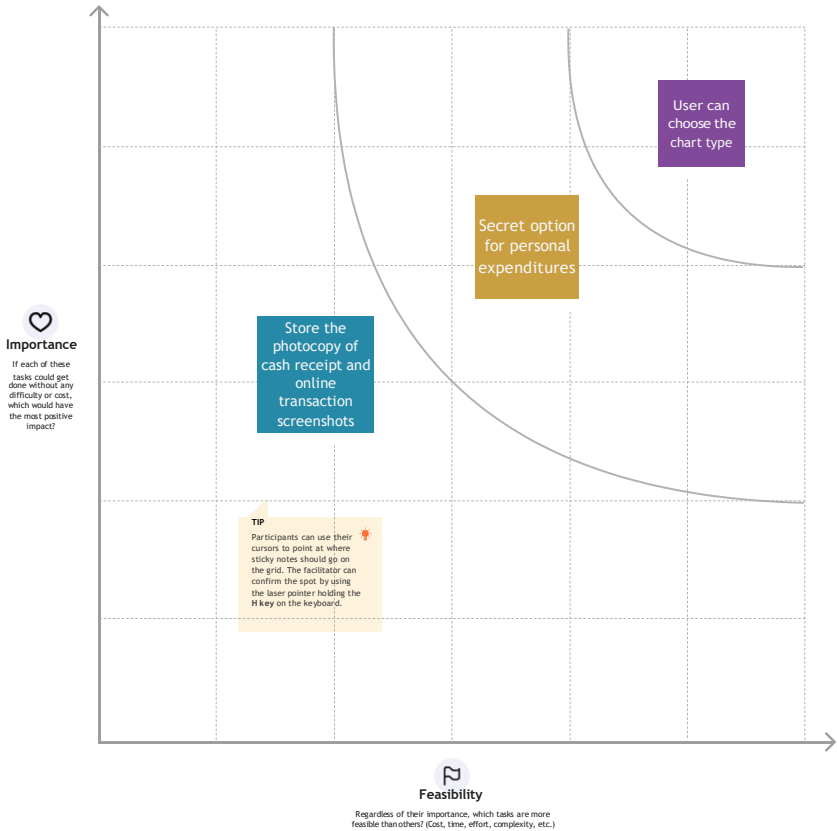 User can
choose the
chart type
Secret option
for personal
expenditures
Store the
photocopy of
cash receipt and
online
transaction
screenshots
Importance
If each of these
tasks could get
done without any
difficulty or cost,
which would have
the most positive
impact?
TIP
Participants can use their
cursors to point at where
sticky notes should go on
the grid. The facilitator can
confirm the spot by using
the laser pointer holding the
H key on the keyboard.
Feasibility
Regardless of their importance, which tasks are more
feasible than others? (Cost, time, effort, complexity, etc.)